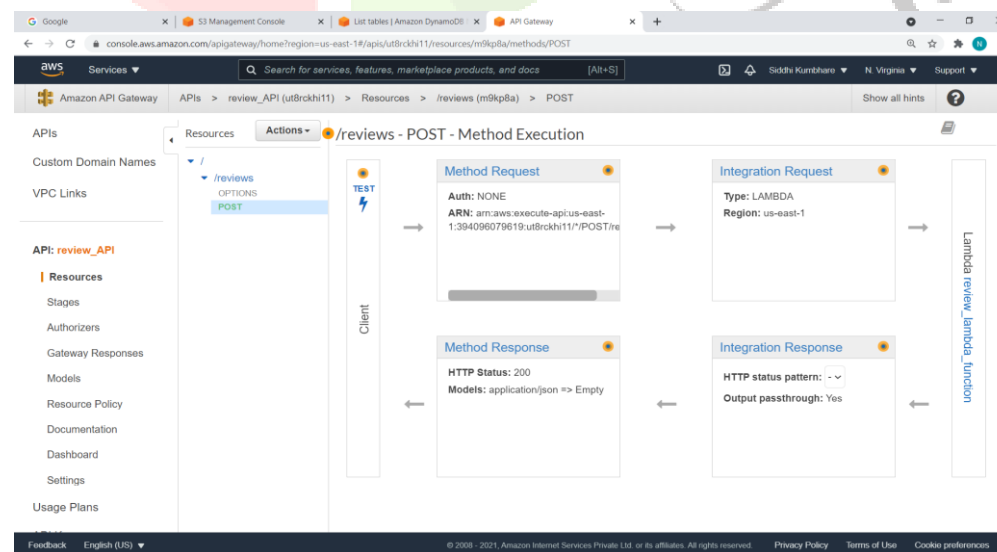 Google
S3 Management Console
List tables | Amazon DynamoDB
API Gateway
console.aws.amazon.com/apigateway/home?region=us-east-1#/apis/ut8rckhi11/resources/m9kp8a/methods/POST
N
aws
Services
Search for services, features, marketplace products, and docs
[Alt+S]
Siddhi Kumbhare
N. Virginia
Support
Amazon API Gateway
APIs > review_API (ut8rckhi11) > Resources > /reviews (m9kp8a) > POST
Show all hints
APIs
Custom Domain Names
VPC Links
API: review_API
Resources
Stages
Authorizers
Gateway Responses
Models
Resource Policy
Documentation
Dashboard
Settings
Usage Plans
Resources
Actions
/
/reviews
OPTIONS
POST
/reviews - POST - Method Execution
TEST
Client
Method Request
Auth: NONE
ARN: arn:aws:execute-api:us-east-
1:394096079619:ut8rckhi11/*/POST/re
Integration Request
Type: LAMBDA
Region: us-east-1
Lambda review_lambda_function
Method Response
HTTP Status: 200
Models: application/json => Empty
Integration Response
HTTP status pattern: -
Output passthrough: Yes
Feedback
English (US)
© 2008 - 2021, Amazon Internet Services Private Ltd. or its affiliates. All rights reserved.
Privacy Policy
Terms of Use
Cookie preferences